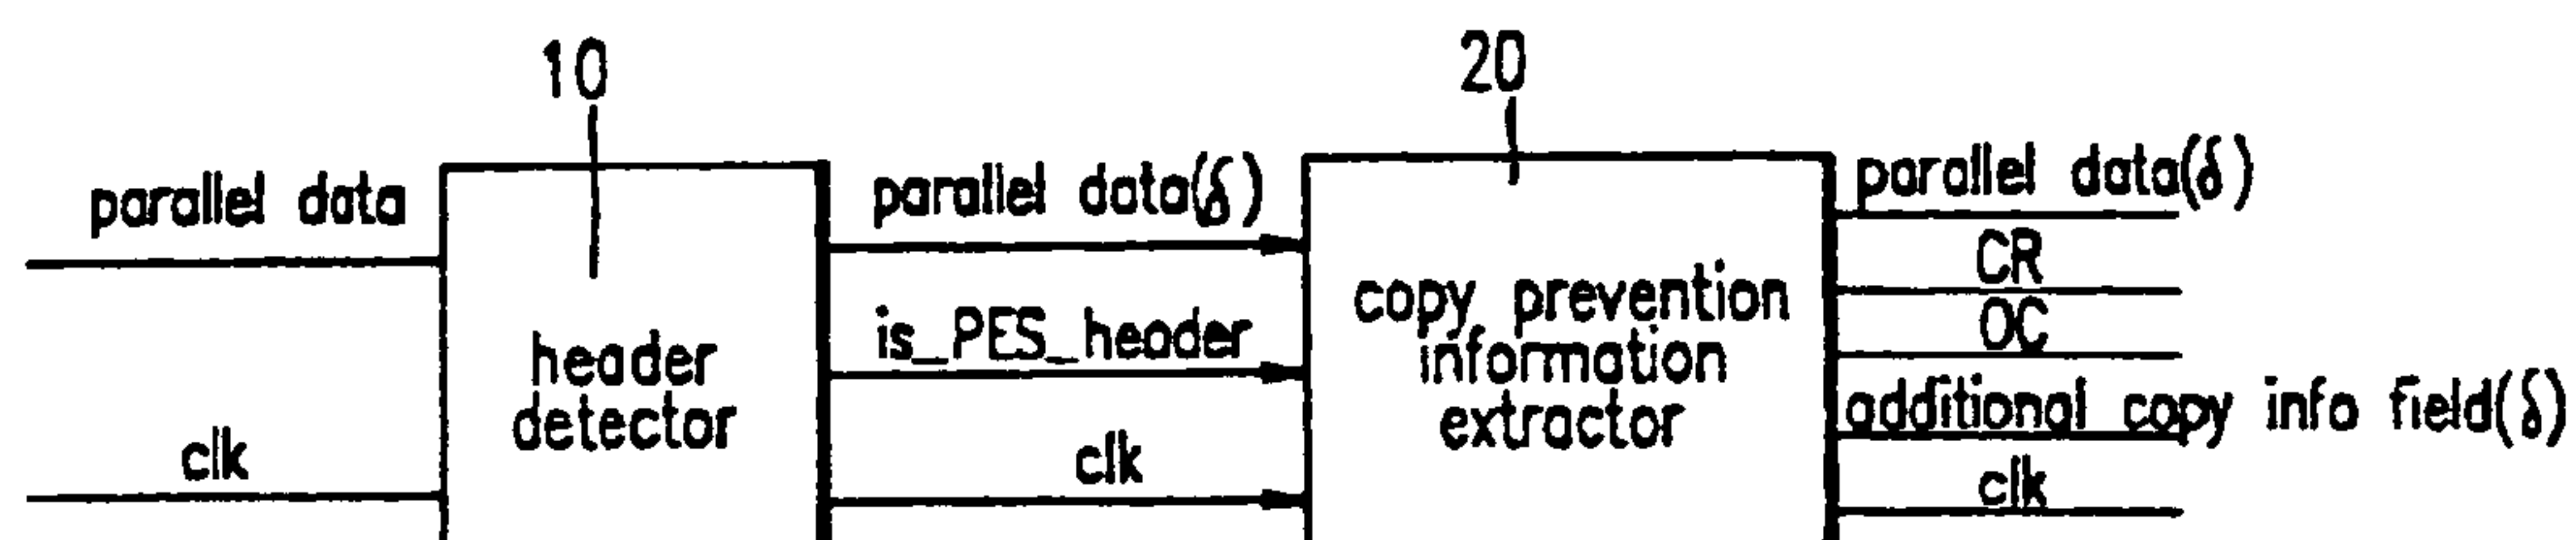 10
20
parallel data
parallel data(δ)
parallel data(δ)
CR
is_PES_header
copy prevention
information
extractor
OC
header
detector
additional copy info field(δ)
clk
clk
clk